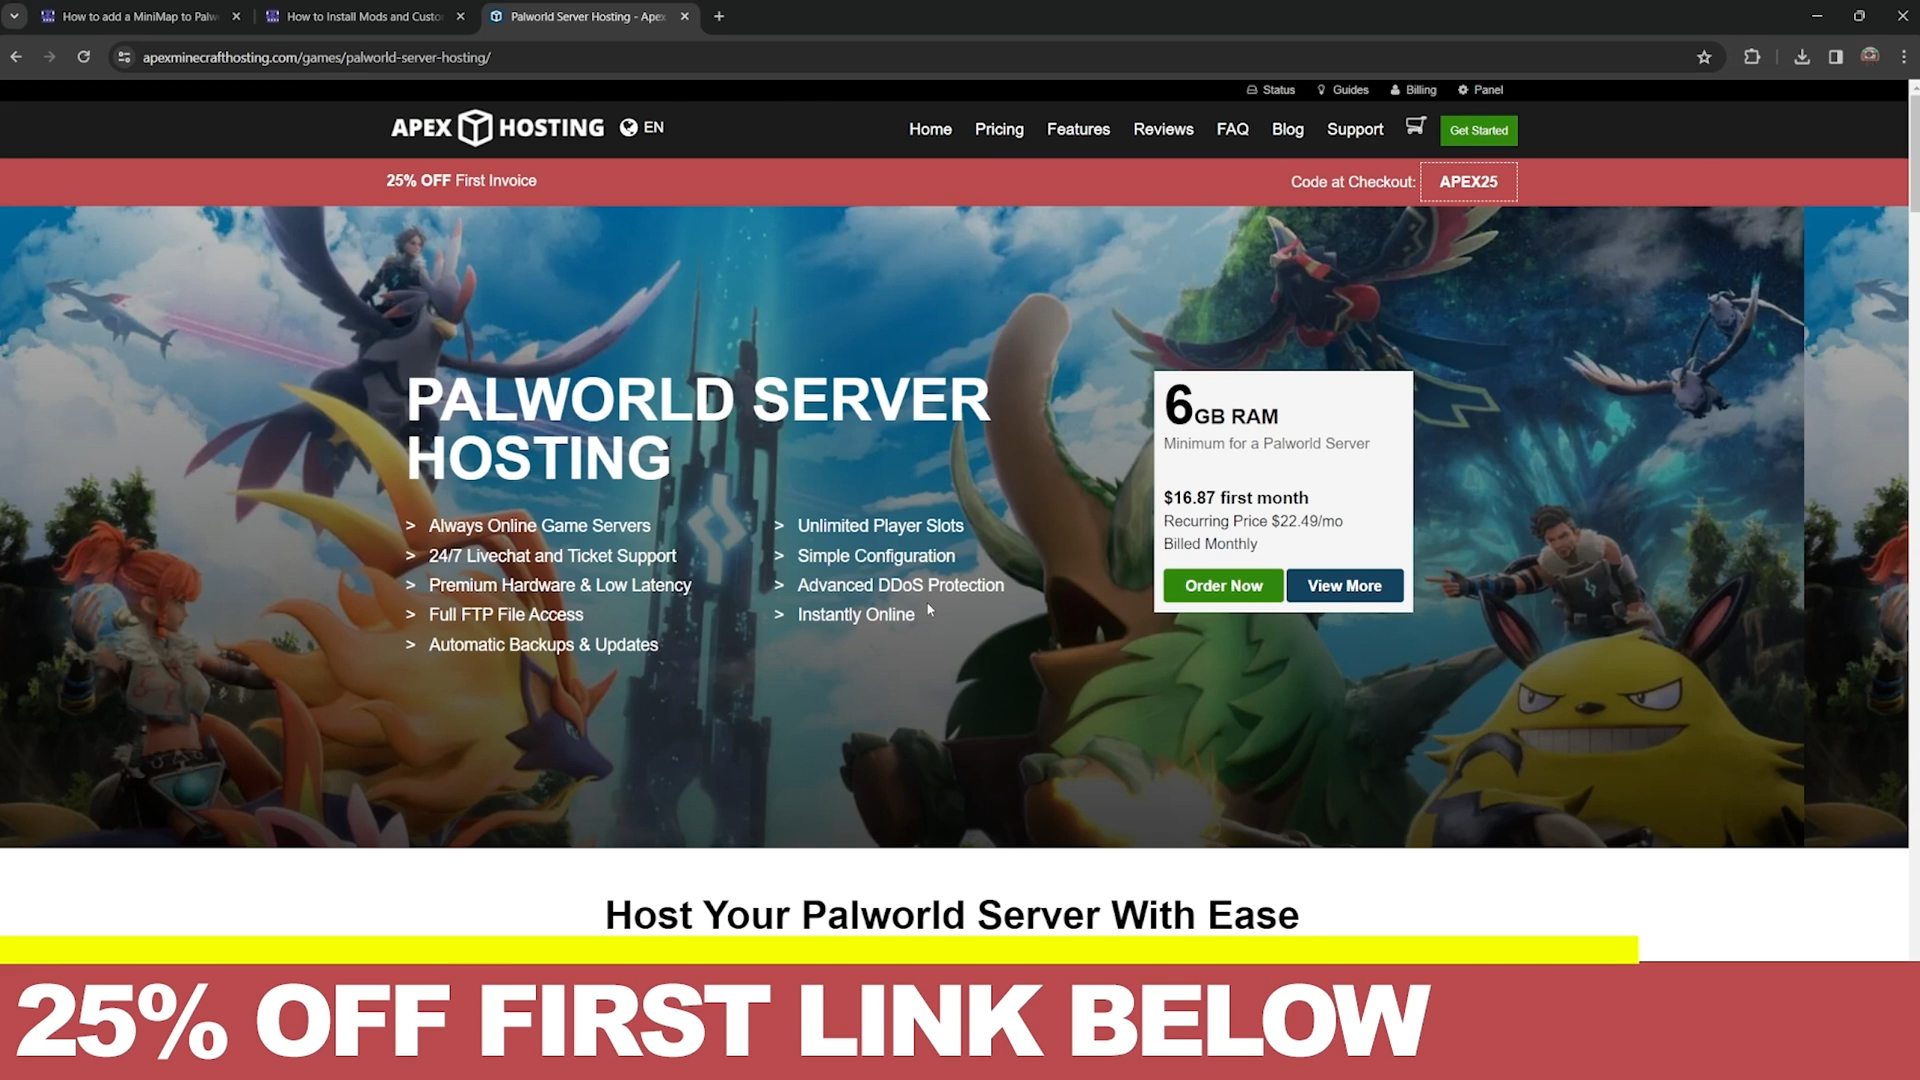 How to add a MiniMap to Palw
How to Install Mods and Custo
Palworld Server Hosting - Apex
apexminecrafthosting.com/games/palworld-server-hosting/
Status
Guides
Billing
Panel
APEX HOSTING
EN
Home
Pricing
Features
Reviews
FAQ
Blog
Support
Get Started
25% OFF First Invoice
Code at Checkout: APEX25
PALWORLD SERVER
HOSTING
> Always Online Game Servers
> 24/7 Livechat and Ticket Support
> Premium Hardware & Low Latency
> Full FTP File Access
> Automatic Backups & Updates
> Unlimited Player Slots
> Simple Configuration
> Advanced DDoS Protection
> Instantly Online
6GB RAM
Minimum for a Palworld Server
$16.87 first month
Recurring Price $22.49/mo
Billed Monthly
Order Now
View More
Host Your Palworld Server With Ease
25% OFF FIRST LINK BELOW